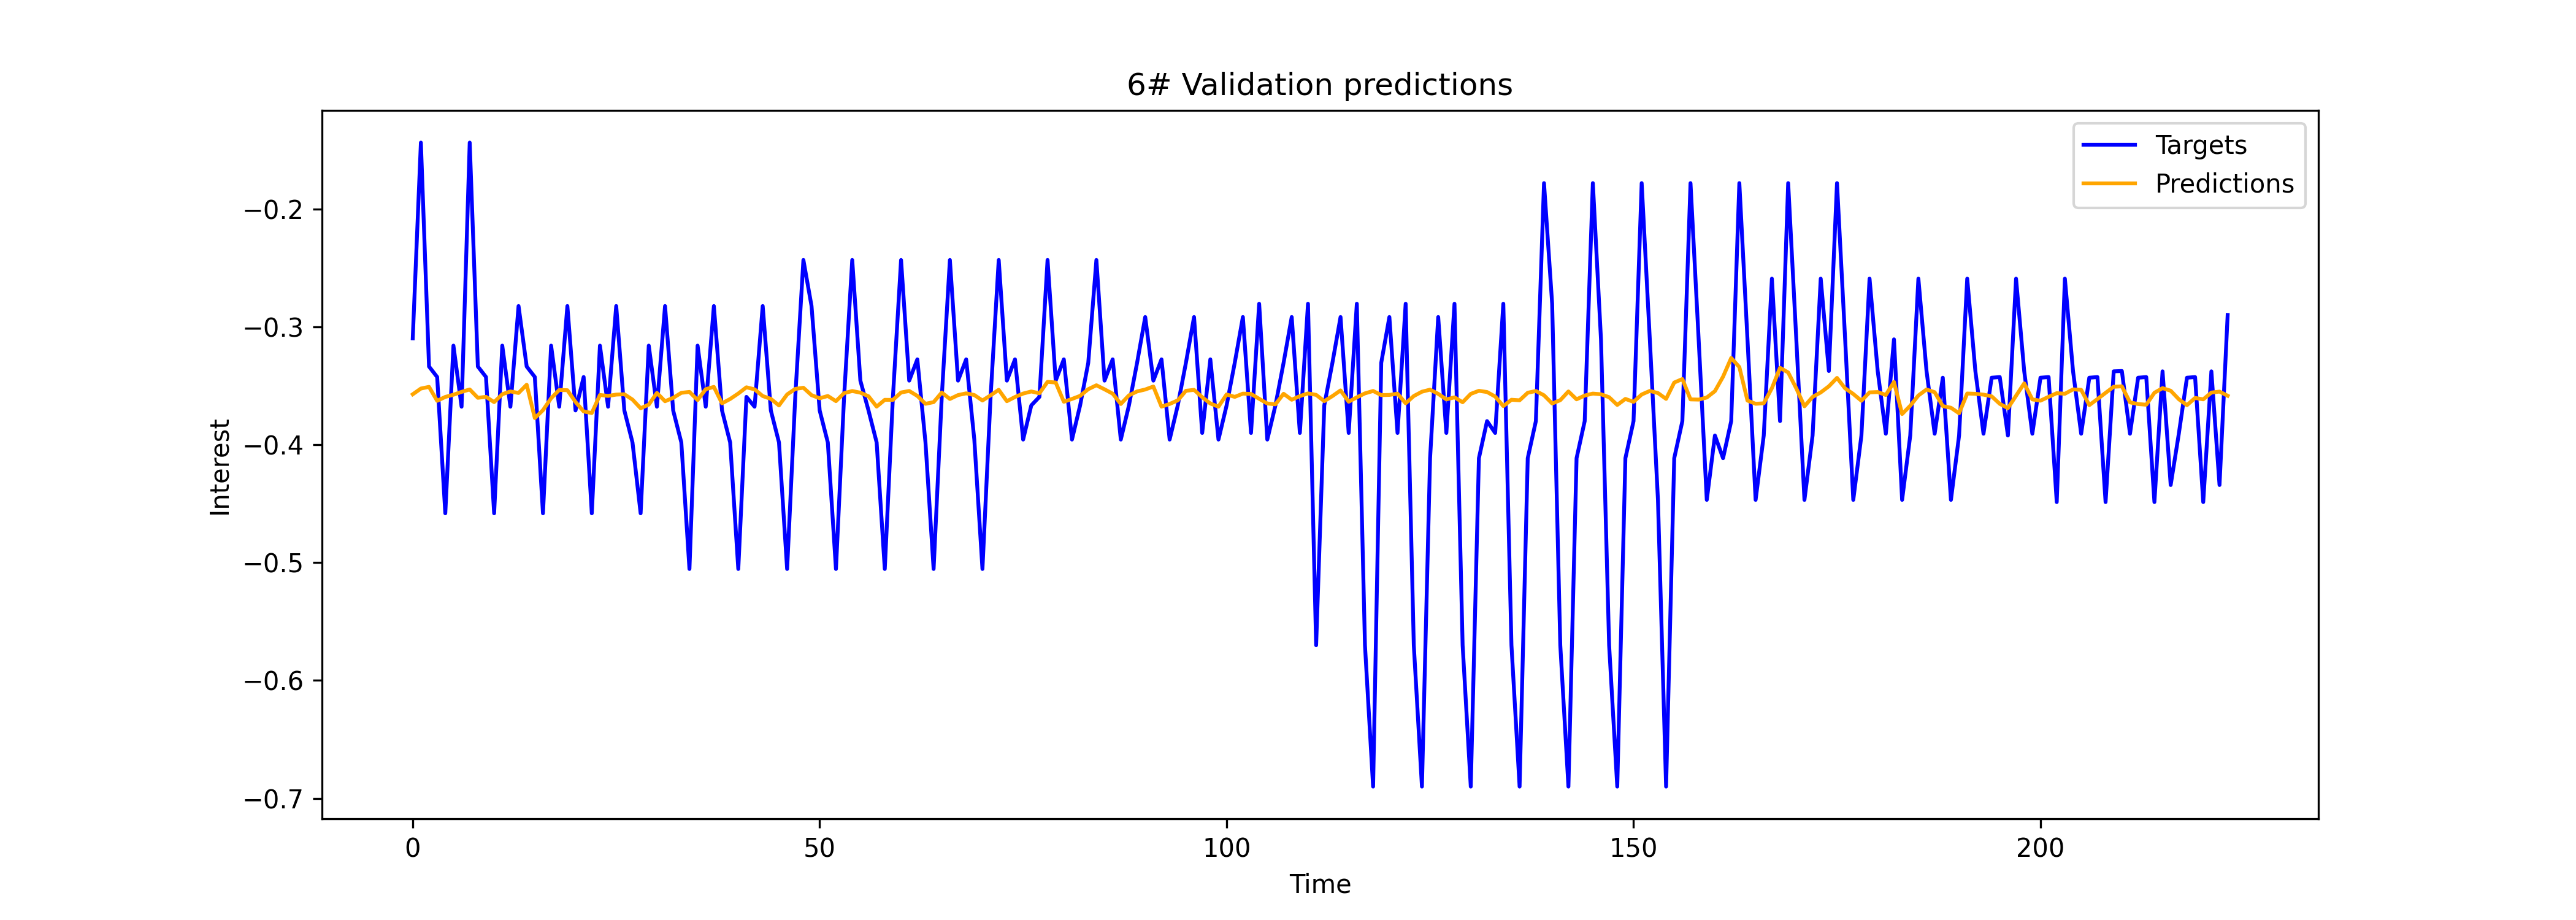 6# Validation predictions
Targets
Predictions
Interest
−0.2
−0.3
−0.4
−0.5
−0.6
−0.7
0 50 100 150 200
Time